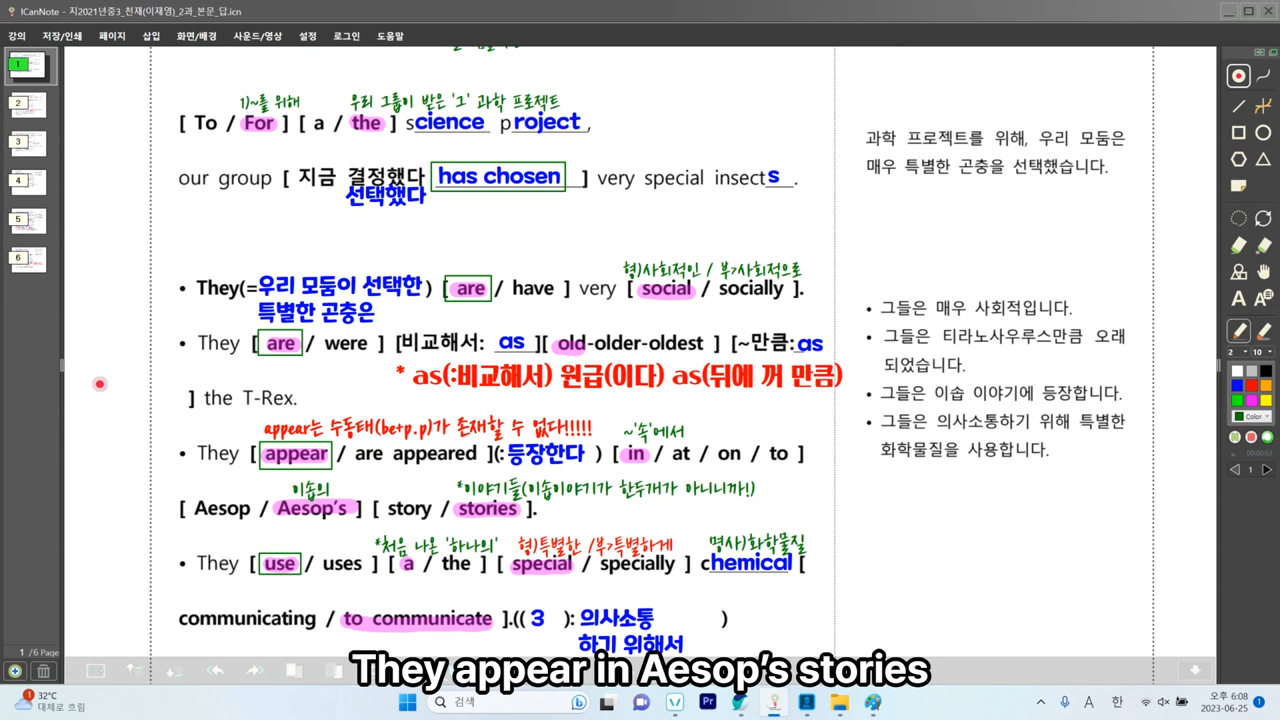 ICanNote - 지2021년중3_천재(이재영)_2과_본문_답.icn
강의 저장/인쇄 페이지 삽입 화면/배경 사운드/영상 설정 로그인 도움말
1)~를 위해 우리 그룹이 받은 '그' 과학 프로젝트
[ To / For ] [ a / the ] science project,
our group [ 지금 결정했다 has chosen ] very special insects.
선택했다
과학 프로젝트를 위해, 우리 모둠은
매우 특별한 곤충을 선택했습니다.
형)사회적인 / 부>사회적으로
• They(=우리 모둠이 선택한) [ are / have ] very [ social / socially ].
특별한 곤충은
• They [ are / were ] [비교해서: as ][ old-older-oldest ] [~만큼:as
* as(:비교해서) 원급(이다) as(뒤에 꺼 만큼)
] the T-Rex.
appear는 수동태(be+p.p)가 존재할 수 없다!!!!! ~'속'에서
• They [ appear / are appeared ](:등장한다 ) [ in / at / on / to ]
이솝의 *이야기들(이솝이야기가 한두개가 아니니까!)
[ Aesop / Aesop's ] [ story / stories ].
*처음 나온 '하나의' 형)특별한 /부>특별하게 명사)화학물질
• They [ use / uses ] [ a / the ] [ special / specially ] chemical [
communicating / to communicate ].(( 3 ): 의사소통 )
하기 위해서
• 그들은 매우 사회적입니다.
• 그들은 티라노사우루스만큼 오래
되었습니다.
• 그들은 이솝 이야기에 등장합니다.
• 그들은 의사소통하기 위해 특별한
화학물질을 사용합니다.
They appear in Aesop's stories
1
2
3
4
5
6
1 /6 Page
2 10
Color
00:00:53
1
32°C
대체로 흐림
검색
A 한
오후 6:08
2023-06-25